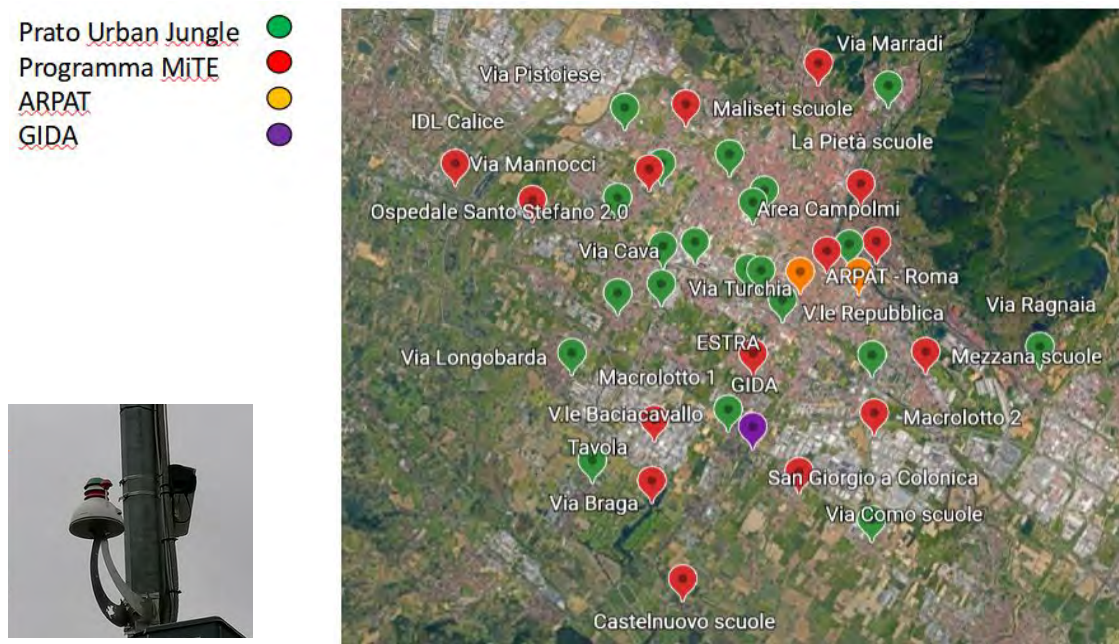 Prato Urban Jungle
Programma MiTE
ARPAT
GIDA
Via Marradi
Via Pistoiese
Maliseti scuole
IDL Calice
La Pietà scuole
Via Mannocci
Ospedale Santo Stefano 2.0
Area Campolmi
Via Cava
ARPAT - Roma
Via Turchia
Via Ragnaia
V.le Repubblica
ESTRA
Via Longobarda
Mezzana scuole
Macrolotto 1
GIDA
V.le Baciacavallo
Macrolotto 2
Tavola
San Giorgio a Colonica
Via Braga
Via Como scuole
Castelnuovo scuole